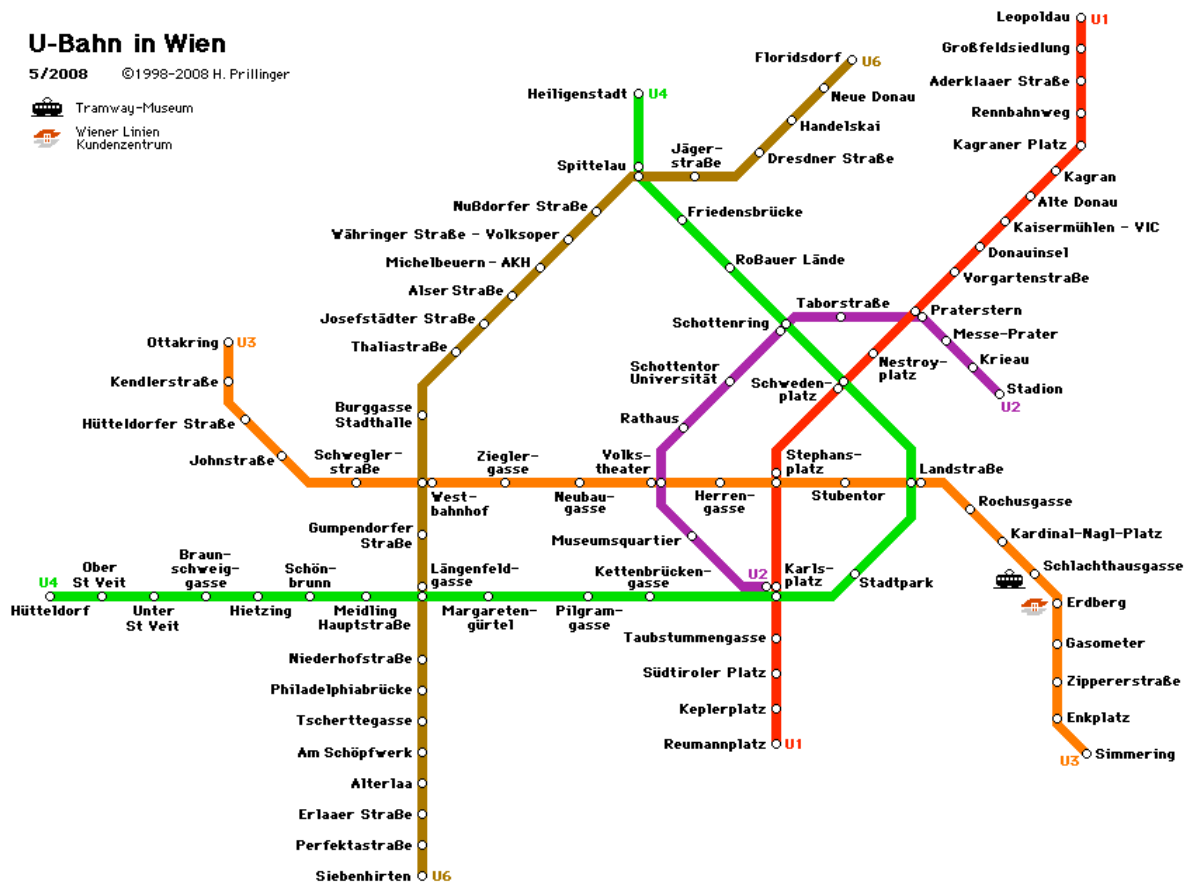 U-Bahn in Wien
5/2008 ©1998-2008 H. Prillinger
Tramway-Museum
Wiener Linien
Kundenzentrum
Leopoldau
U1
Großfeldsiedlung
Aderklaaer Straße
Rennbahnweg
Kagraner Platz
Kagran
Alte Donau
Kaisermühlen - VIC
Donauinsel
Vorgartenstraße
Praterstern
Nestroy-
platz
Schweden-
platz
Stephans-
platz
Karls-
platz
Taubstummengasse
Südtiroler Platz
Keplerplatz
Reumannplatz
U1
Floridsdorf
U6
Neue Donau
Handelskai
Dresdner Straße
Jäger-
straße
Heiligenstadt
U4
Spittelau
Nußdorfer Straße
Währinger Straße - Volksoper
Michelbeuern - AKH
Alser Straße
Josefstädter Straße
Thaliastraße
Burggasse
Stadthalle
West-
bahnhof
Gumpendorfer
Straße
Längenfeld-
gasse
Niederhofstraße
Philadelphiabrücke
Tscherttegasse
Am Schöpfwerk
Alterlaa
Erlaaer Straße
Perfektastraße
Siebenhirten
U6
Friedensbrücke
Roßauer Lände
Schottenring
Taborstraße
Messe-Prater
Krieau
Stadion
U2
Schottentor
Universität
Rathaus
Volks-
theater
Museumsquartier
U2
Ottakring
U3
Kendlerstraße
Hütteldorfer Straße
Johnstraße
Schwegler-
straße
Ziegler-
gasse
Neubau-
gasse
Herren-
gasse
Stubentor
Landstraße
Rochusgasse
Kardinal-Nagl-Platz
Schlachthausgasse
Erdberg
Gasometer
Zippererstraße
Enkplatz
U3
Simmering
U4
Hütteldorf
Ober
St Veit
Unter
St Veit
Braun-
schweig-
gasse
Hietzing
Schön-
brunn
Meidling
Hauptstraße
Margareten-
gürtel
Pilgram-
gasse
Kettenbrücken-
gasse
Stadtpark